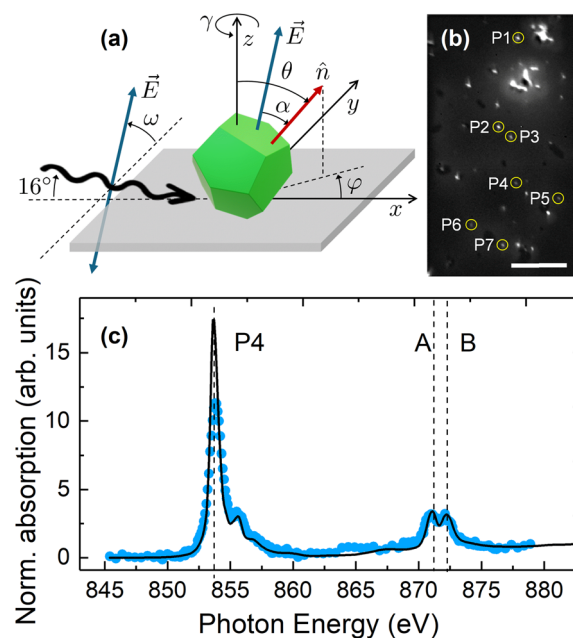 (a)
γ
z
E⃗
θ
n̂
α
y
E⃗
ω
16°
φ
x
(b)
P1
P2
P3
P4
P5
P6
P7
(c)
P4
A
B
Norm. absorption (arb. units)
15
10
5
0
845 850 855 860 865 870 875 880
Photon Energy (eV)